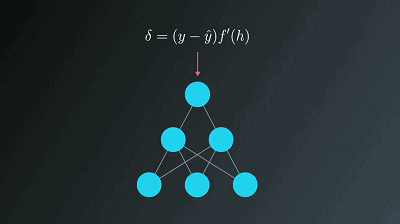 δ = (y − ŷ)f′(h)